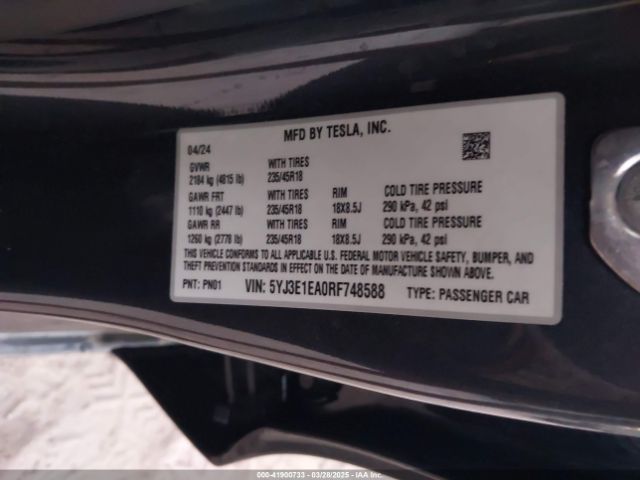 MFD BY TESLA, INC.
04/24
GVWR WITH TIRES
2184 kg (4815 lb) 235/45R18
GAWR FRT WITH TIRES RIM COLD TIRE PRESSURE
1110 kg (2447 lb) 235/45R18 18X8.5J 290 kPa, 42 psi
GAWR RR WITH TIRES RIM COLD TIRE PRESSURE
1260 kg (2778 lb) 235/45R18 18X8.5J 290 kPa, 42 psi
THIS VEHICLE CONFORMS TO ALL APPLICABLE U.S. FEDERAL MOTOR VEHICLE SAFETY, BUMPER, AND
THEFT PREVENTION STANDARDS IN EFFECT ON THE DATE OF MANUFACTURE SHOWN ABOVE.
PNT: PN01 VIN: 5YJ3E1EA0RF748588 TYPE: PASSENGER CAR
000-41900733 — 03/28/2025 — IAAI.COM